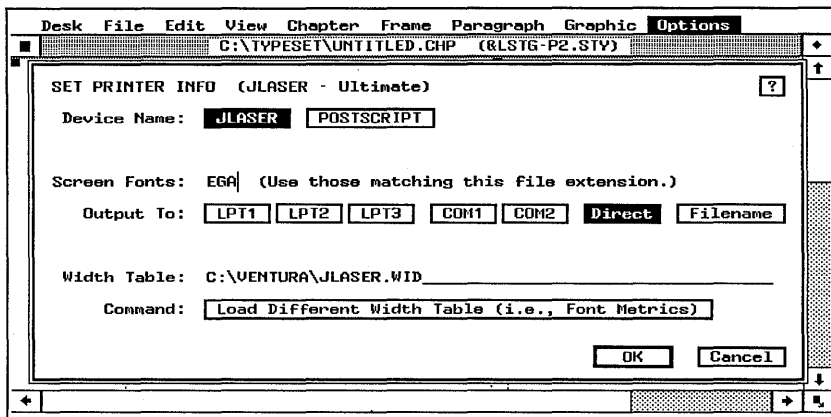 Desk File Edit View Chapter Frame Paragraph Graphic Options
C:\TYPESET\UNTITLED.CHP (&LSTG-P2.STY)
SET PRINTER INFO (JLASER - Ultimate) ?
Device Name: JLASER POSTSCRIPT
Screen Fonts: EGA (Use those matching this file extension.)
Output To: LPT1 LPT2 LPT3 COM1 COM2 Direct Filename
Width Table: C:\VENTURA\JLASER.WID
Command: Load Different Width Table (i.e., Font Metrics)
OK Cancel